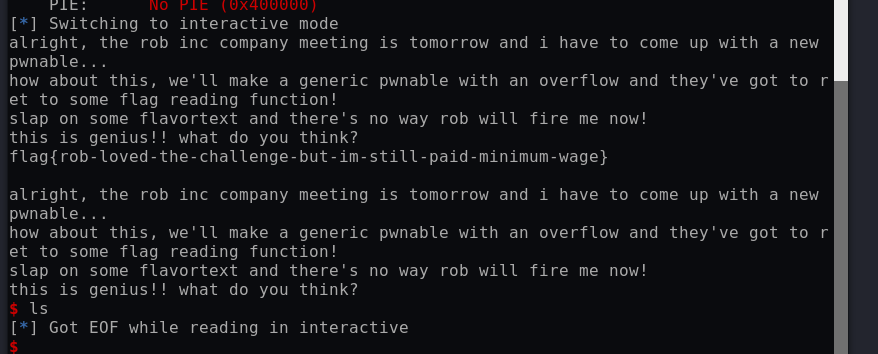 PIE:      No PIE (0x400000)
[*] Switching to interactive mode
alright, the rob inc company meeting is tomorrow and i have to come up with a new
pwnable...
how about this, we'll make a generic pwnable with an overflow and they've got to r
et to some flag reading function!
slap on some flavortext and there's no way rob will fire me now!
this is genius!! what do you think?
flag{rob-loved-the-challenge-but-im-still-paid-minimum-wage}
alright, the rob inc company meeting is tomorrow and i have to come up with a new
pwnable...
how about this, we'll make a generic pwnable with an overflow and they've got to r
et to some flag reading function!
slap on some flavortext and there's no way rob will fire me now!
this is genius!! what do you think?
$ ls
[*] Got EOF while reading in interactive
$